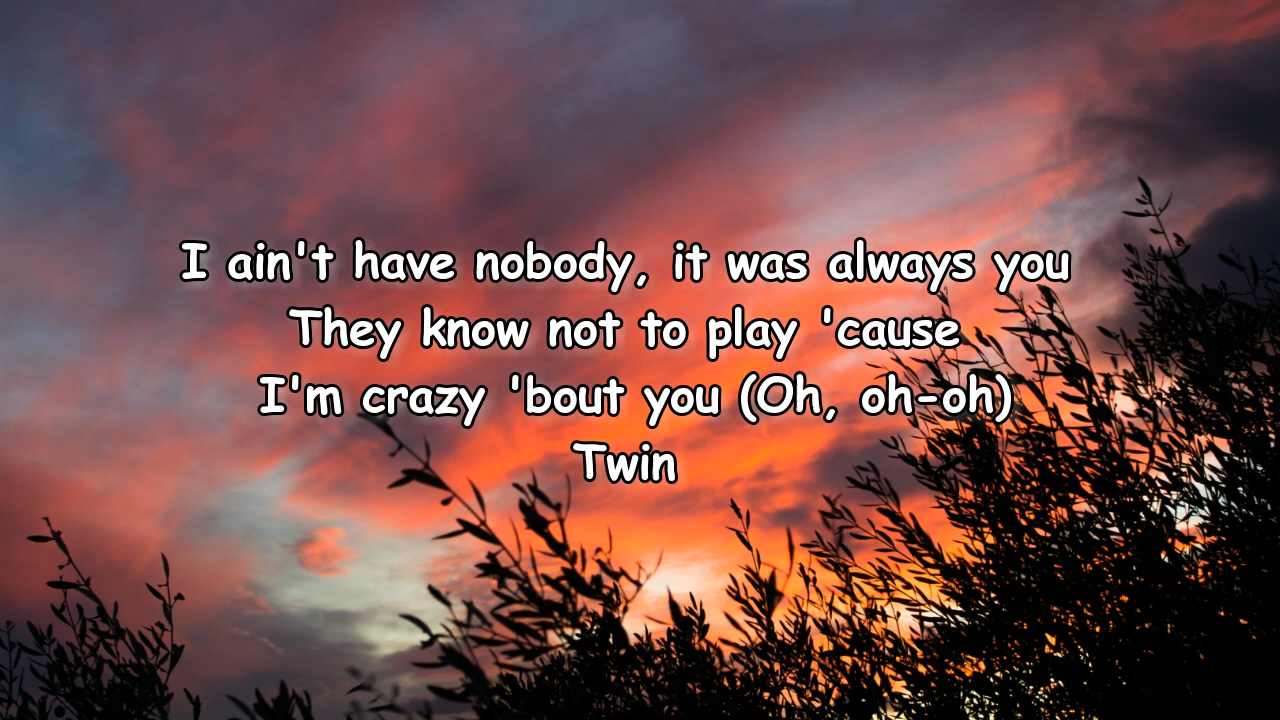 I ain't have nobody, it was always you
They know not to play 'cause
I'm crazy 'bout you (Oh, oh-oh)
Twin